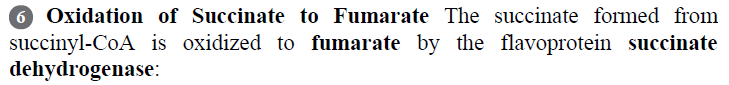 6 Oxidation of Succinate to Fumarate The succinate formed from
succinyl-CoA is oxidized to fumarate by the flavoprotein succinate
dehydrogenase: